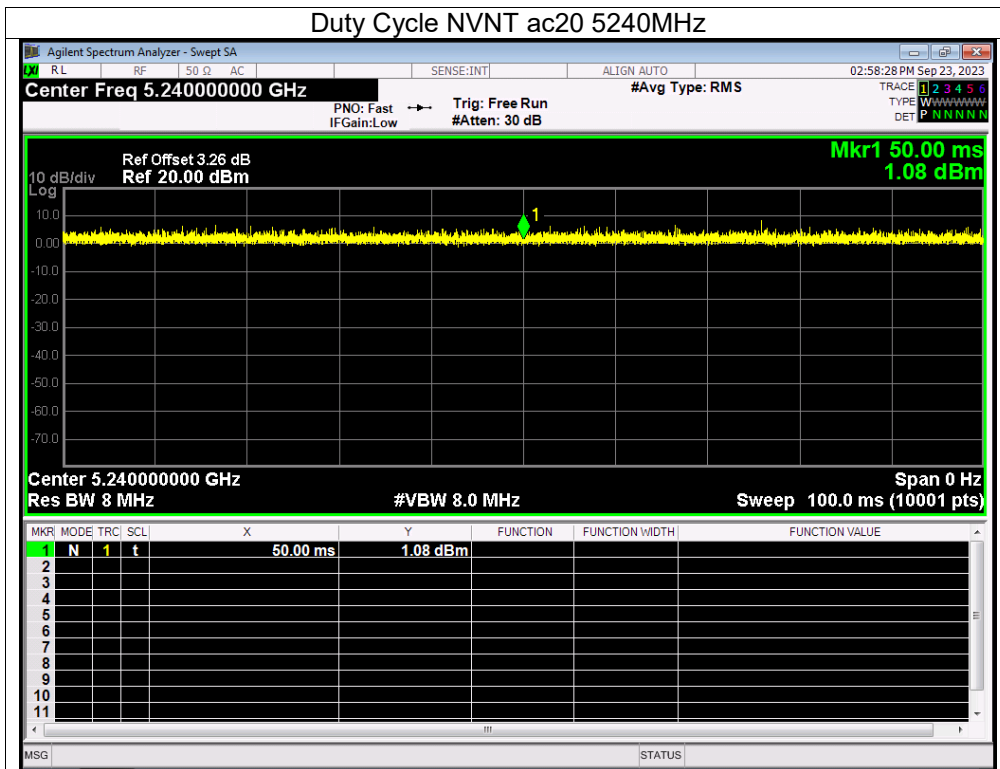 Duty Cycle NVNT ac20 5240MHz
Agilent Spectrum Analyzer - Swept SA
LXI RL RF 50 Ω AC SENSE:INT ALIGN AUTO 02:58:28 PM Sep 23, 2023
Center Freq 5.240000000 GHz #Avg Type: RMS TRACE 1 2 3 4 5 6
PNO: Fast Trig: Free Run TYPE WWWWWW
IFGain:Low #Atten: 30 dB DET P N N N N N
Mkr1 50.00 ms
Ref Offset 3.26 dB
10 dB/div Ref 20.00 dBm 1.08 dBm
Log
10.0
1
0.00
-10.0
-20.0
-30.0
-40.0
-50.0
-60.0
-70.0
Center 5.240000000 GHz Span 0 Hz
Res BW 8 MHz #VBW 8.0 MHz Sweep 100.0 ms (10001 pts)
MKR MODE TRC SCL X Y FUNCTION FUNCTION WIDTH FUNCTION VALUE
1 N 1 t 50.00 ms 1.08 dBm
2
3
4
5
6
7
8
9
10
11
MSG STATUS